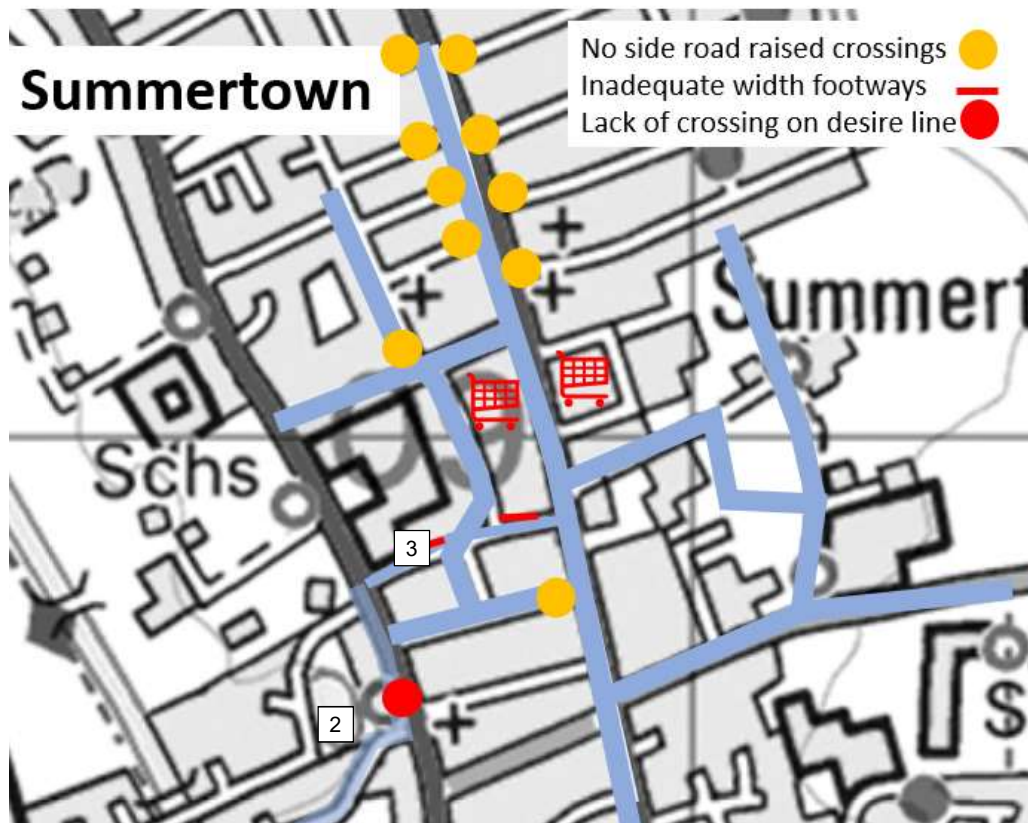 Summertown
No side road raised crossings
Inadequate width footways
Lack of crossing on desire line
Summert
Schs
3
2
S